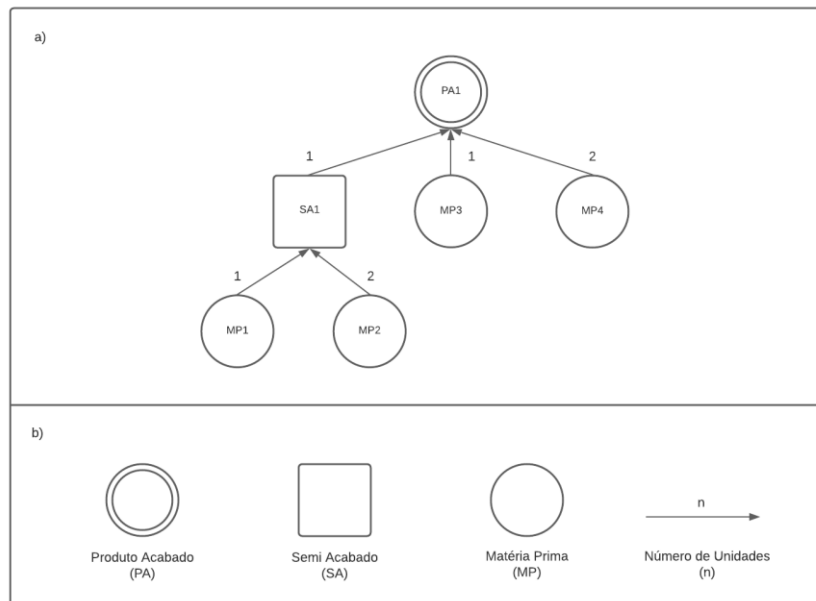 a)
PA1
1
1
2
SA1
MP3
MP4
1
2
MP1
MP2
b)
n
Produto Acabado
(PA)
Semi Acabado
(SA)
Matéria Prima
(MP)
Número de Unidades
(n)